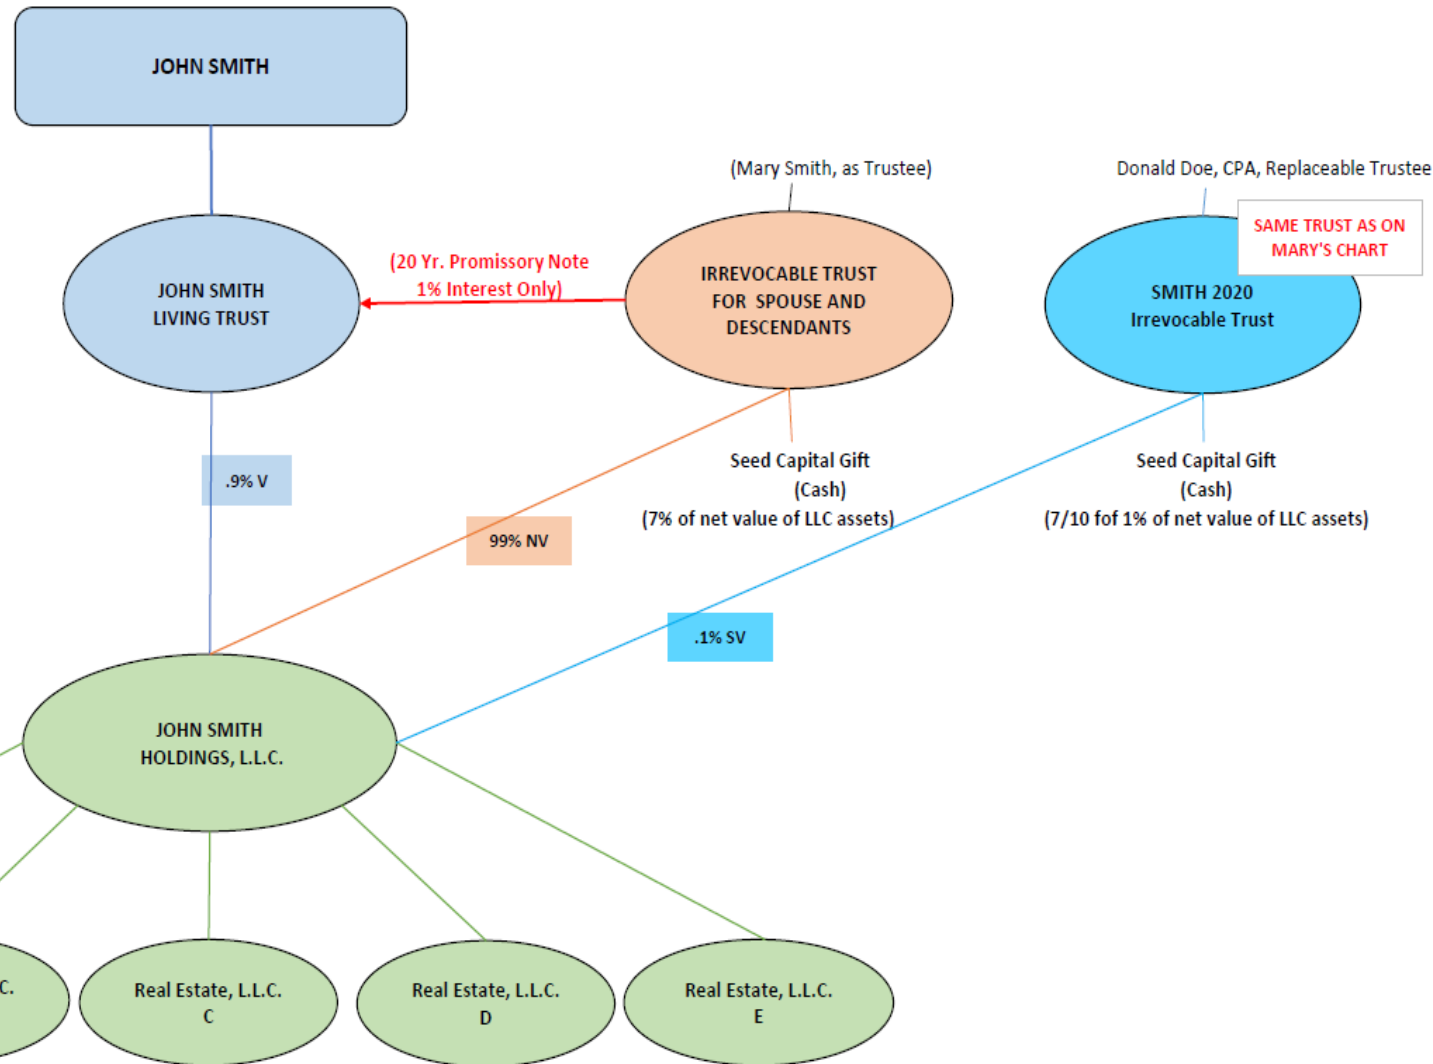 JOHN SMITH
(Mary Smith, as Trustee)
Donald Doe, CPA, Replaceable Trustee
SAME TRUST AS ON
MARY'S CHART
(20 Yr. Promissory Note
1% Interest Only)
JOHN SMITH
LIVING TRUST
IRREVOCABLE TRUST
FOR SPOUSE AND
DESCENDANTS
SMITH 2020
Irrevocable Trust
.9% V
Seed Capital Gift
(Cash)
(7% of net value of LLC assets)
Seed Capital Gift
(Cash)
(7/10 fof 1% of net value of LLC assets)
99% NV
.1% SV
JOHN SMITH
HOLDINGS, L.L.C.
C.
Real Estate, L.L.C.
C
Real Estate, L.L.C.
D
Real Estate, L.L.C.
E